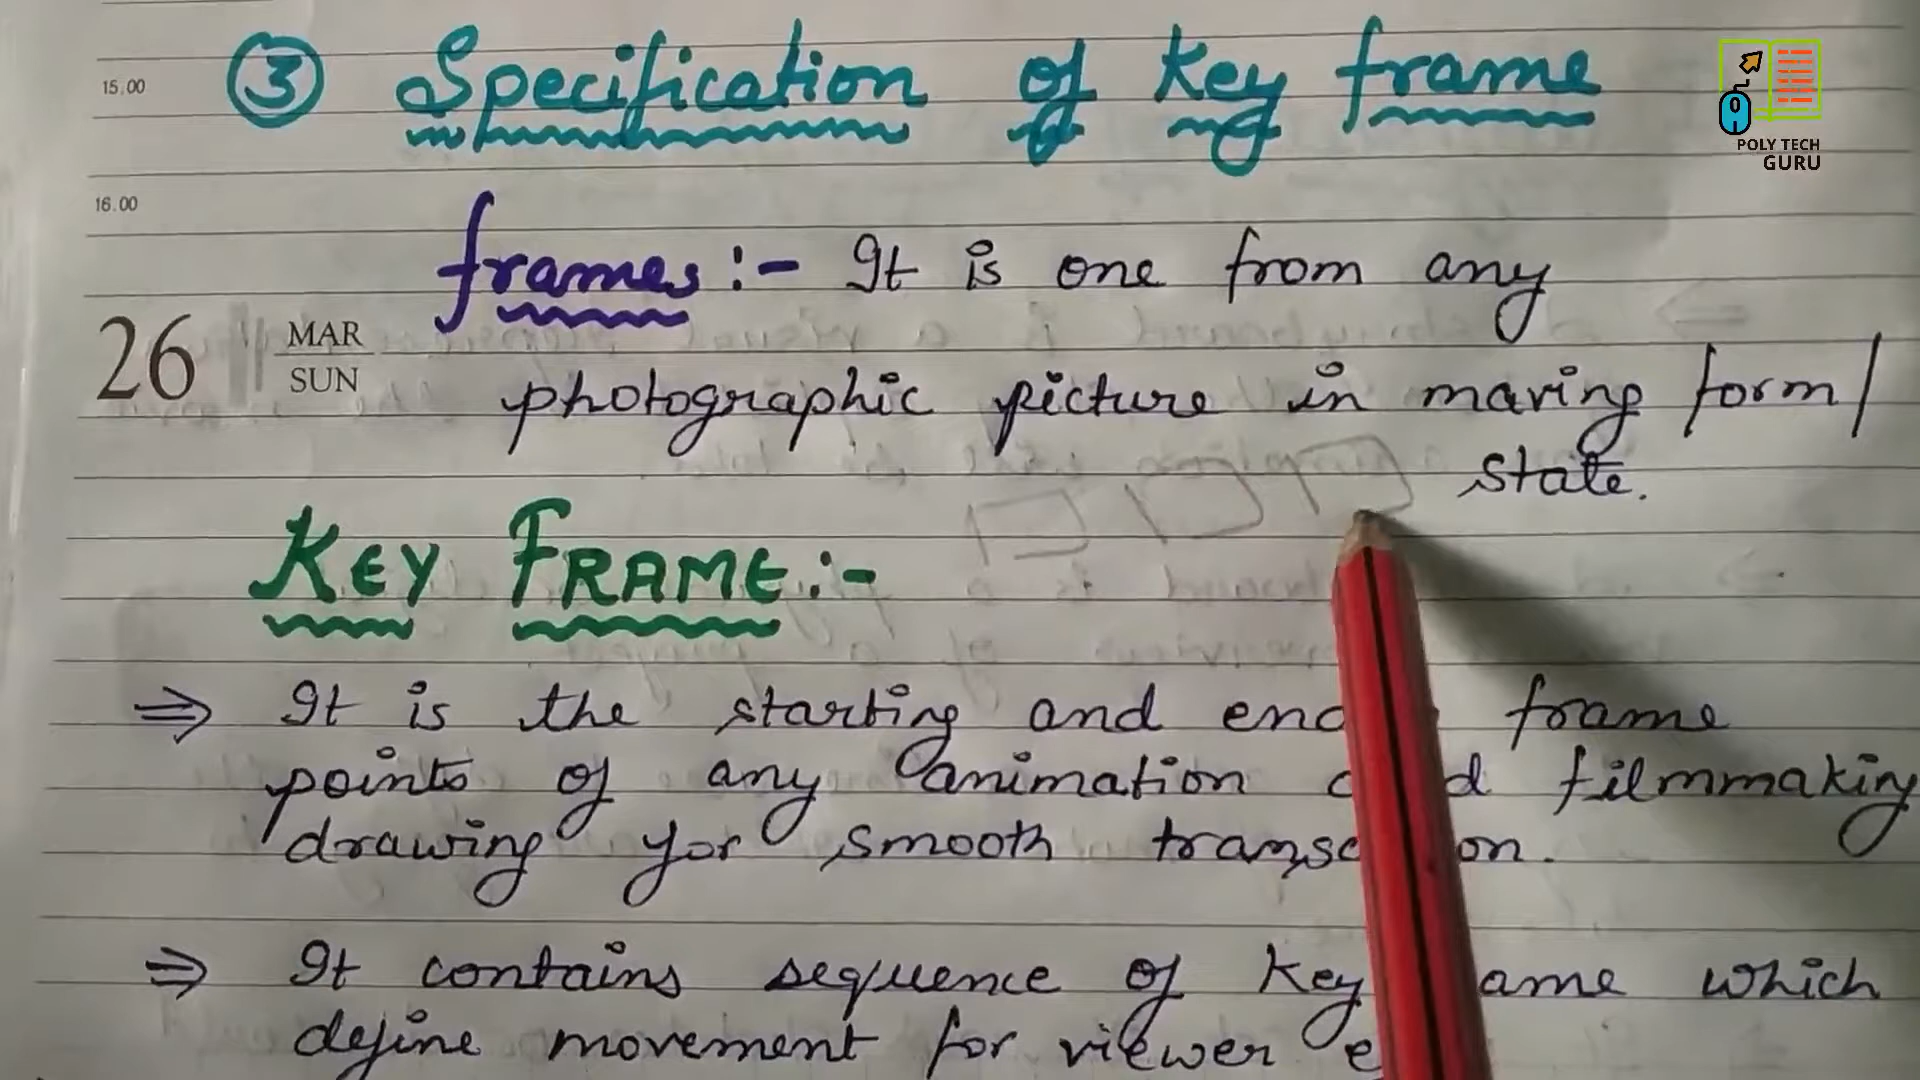 15.00
③ Specification of Key frame
POLY TECH
GURU
16.00
frames :- It is one from any
26 MAR
SUN
photographic picture in maving form/
state.
KEY FRAME :-
⇒ It is the starting and frame
points of any animation filmmaking
drawing for smooth
⇒ It contains sequence of Key which
define movement for viewer